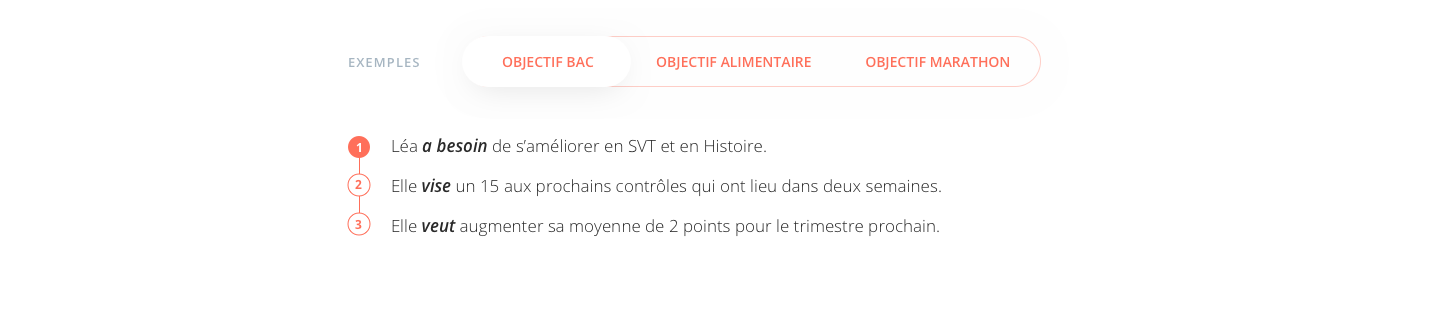 EXEMPLES OBJECTIF BAC OBJECTIF ALIMENTAIRE OBJECTIF MARATHON
1 Léa a besoin de s’améliorer en SVT et en Histoire.
2 Elle vise un 15 aux prochains contrôles qui ont lieu dans deux semaines.
3 Elle veut augmenter sa moyenne de 2 points pour le trimestre prochain.